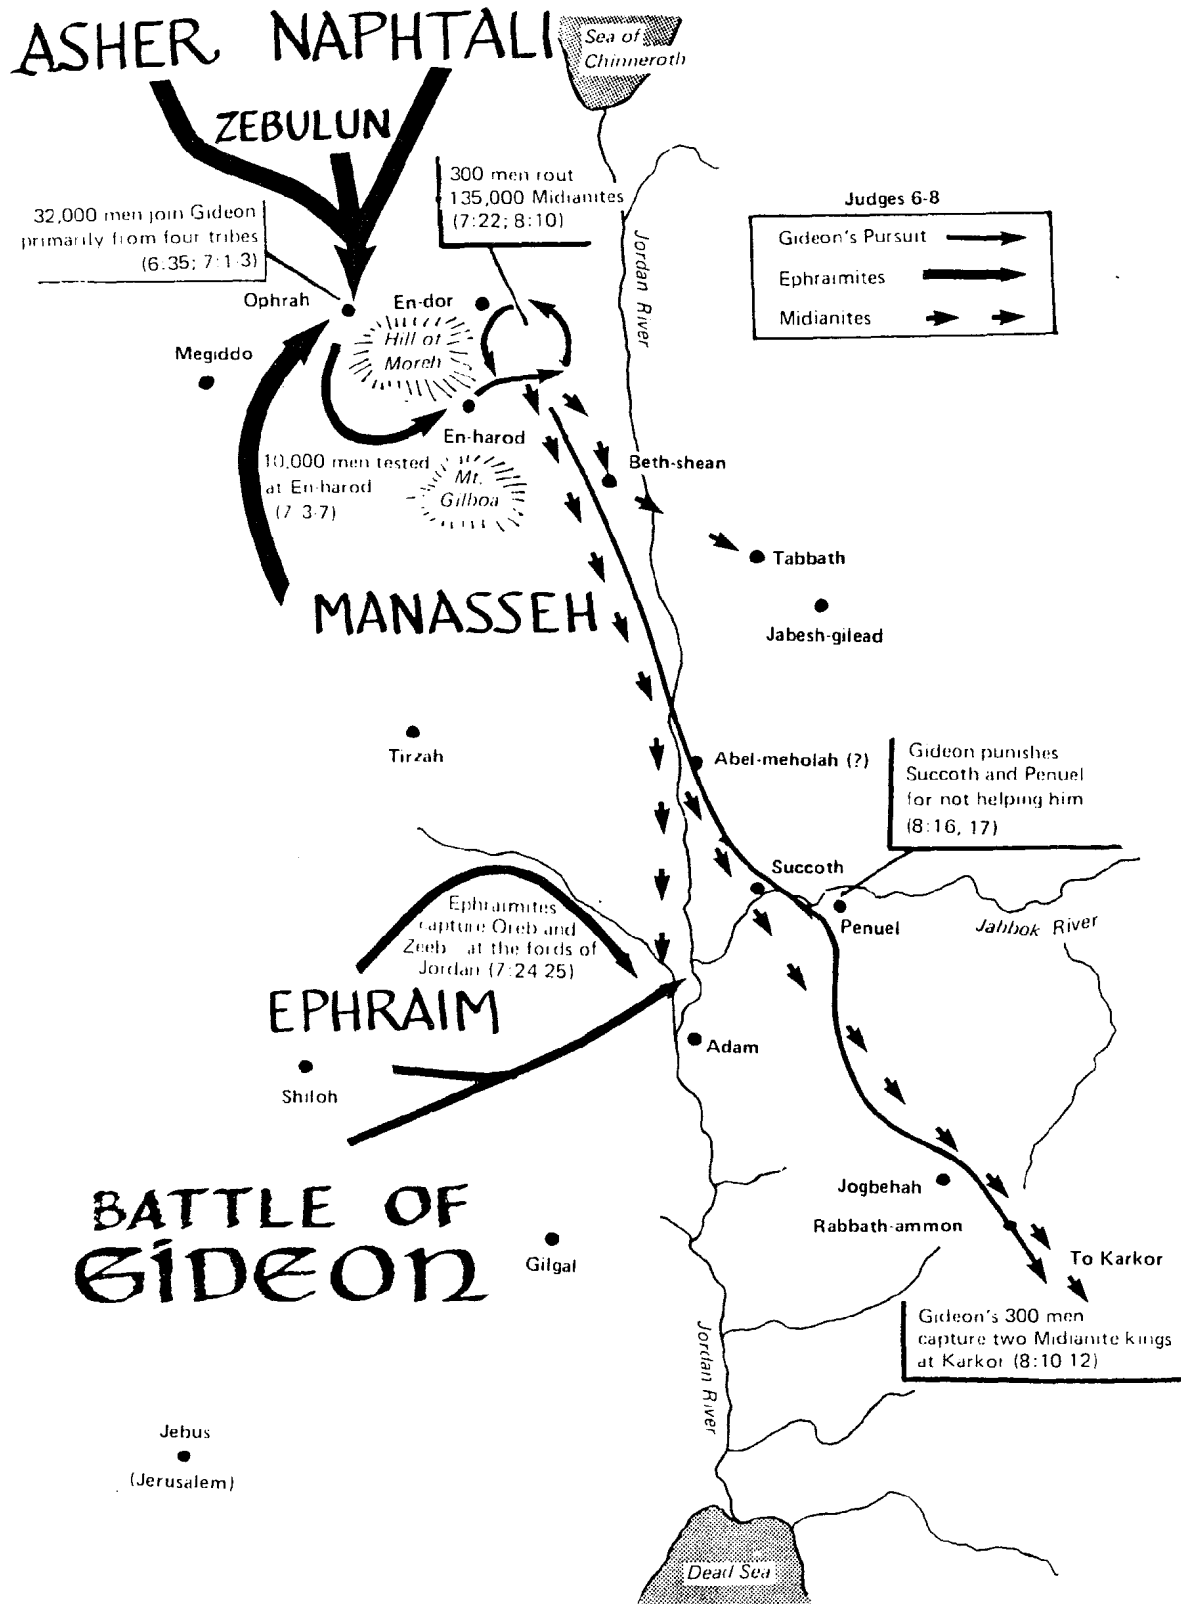 ASHER NAPHTALI
Sea of
Chinneroth
ZEBULUN
300 men rout
135,000 Midianites
(7:22; 8:10)
32,000 men join Gideon
primarily from four tribes
(6:35; 7:1-3)
Judges 6-8
Gideon's Pursuit
Ephraimites
Midianites
Jordan River
Ophrah
En-dor
Hill of
Moreh
Megiddo
En-harod
10,000 men tested
at En-harod
(7 3-7)
Mt.
Gilboa
Beth-shean
Tabbath
Jabesh-gilead
MANASSEH
Tirzah
Abel-meholah (?)
Gideon punishes
Succoth and Penuel
for not helping him
(8:16, 17)
Succoth
Penuel
Jabbok River
Ephraimites
capture Oreb and
Zeeb at the fords of
Jordan (7:24 25)
EPHRAIM
Adam
Shiloh
BATTLE OF
GIDEON
Jogbehah
Rabbath-ammon
Gilgal
To Karkor
Gideon's 300 men
capture two Midianite kings
at Karkor (8:10 12)
Jordan River
Jebus
(Jerusalem)
Dead Sea